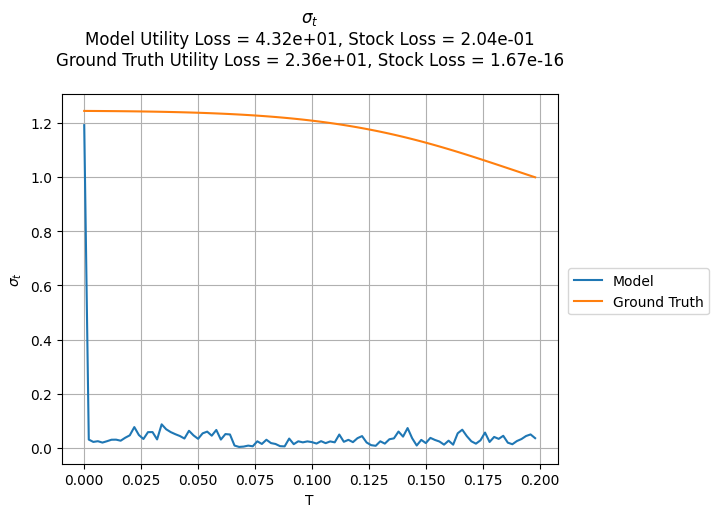 σt
Model Utility Loss = 4.32e+01, Stock Loss = 2.04e-01
Ground Truth Utility Loss = 2.36e+01, Stock Loss = 1.67e-16
1.2
1.0
0.8
0.6
0.4
0.2
0.0
σt
0.000 0.025 0.050 0.075 0.100 0.125 0.150 0.175 0.200
T
Model
Ground Truth